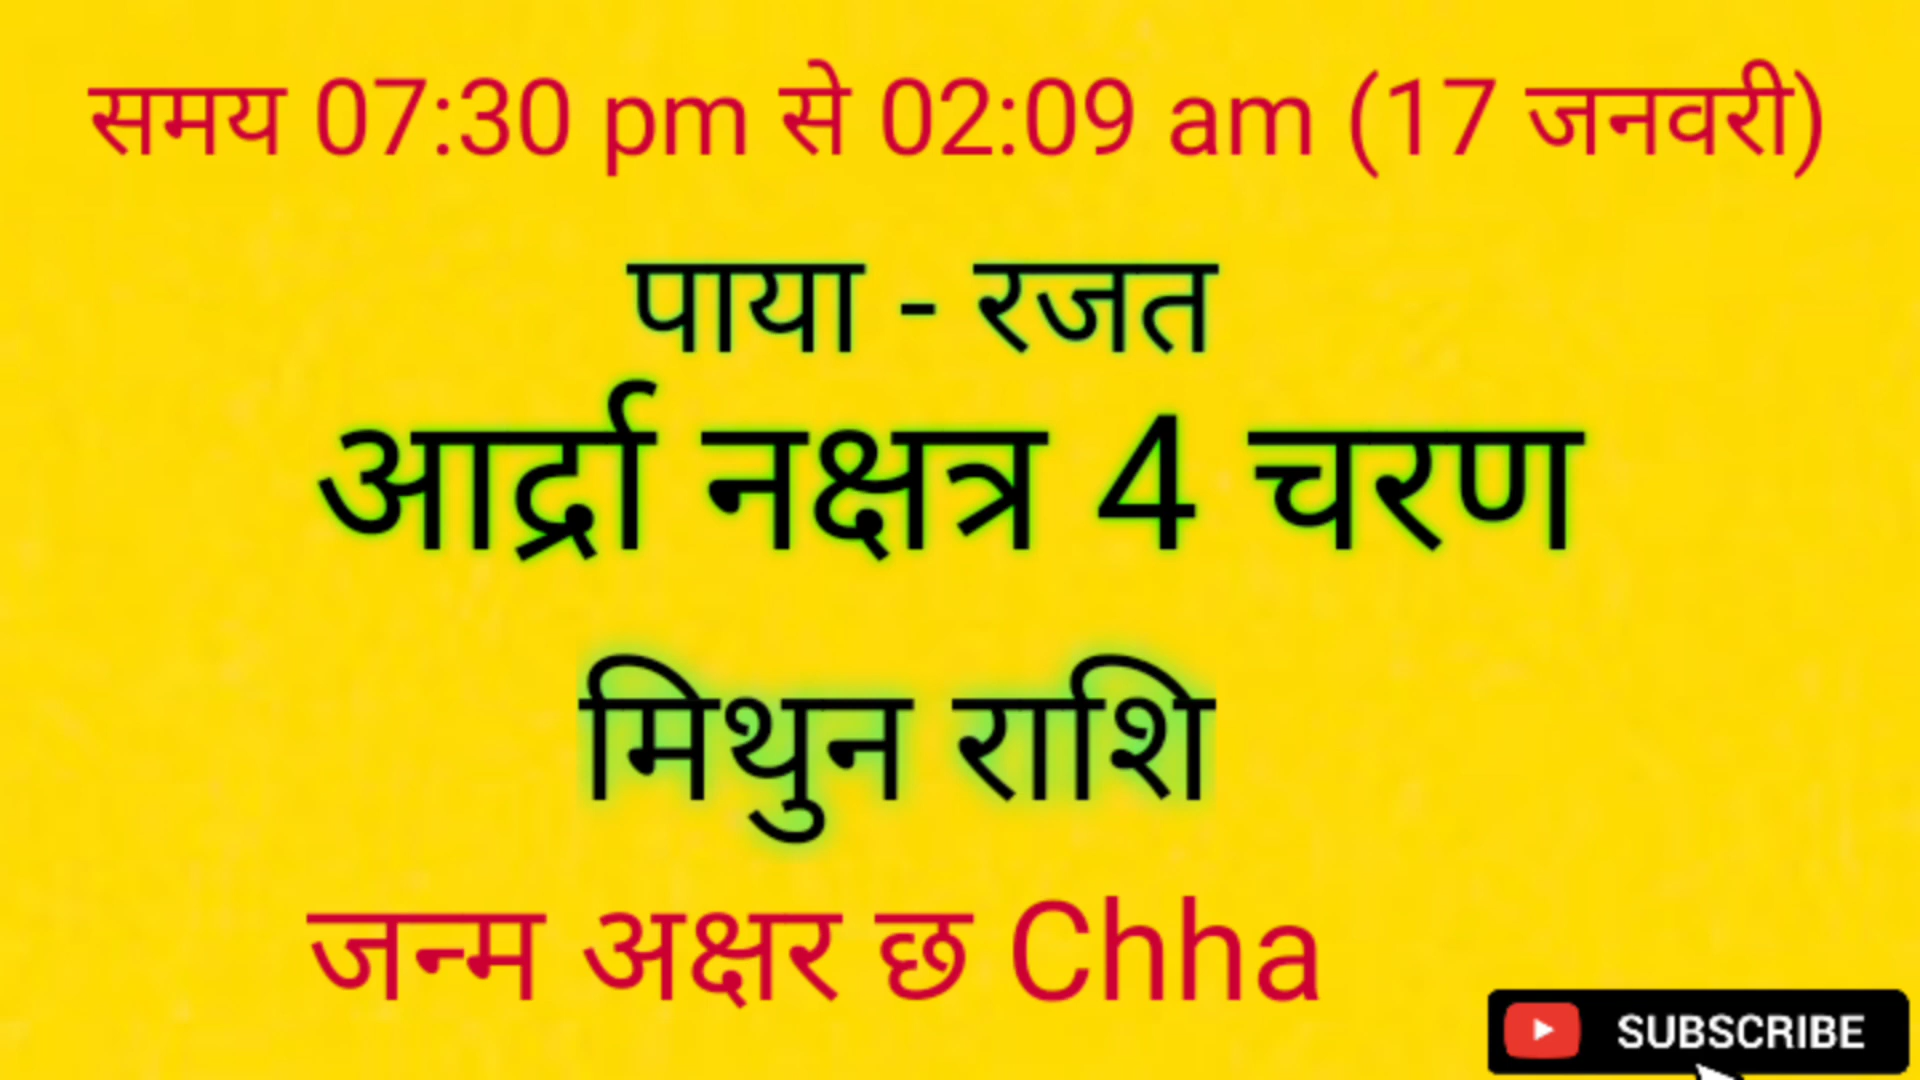 समय 07:30 pm से 02:09 am (17 जनवरी)
पाया - रजत
आर्द्रा नक्षत्र 4 चरण
मिथुन राशि
जन्म अक्षर छ Chha
SUBSCRIBE